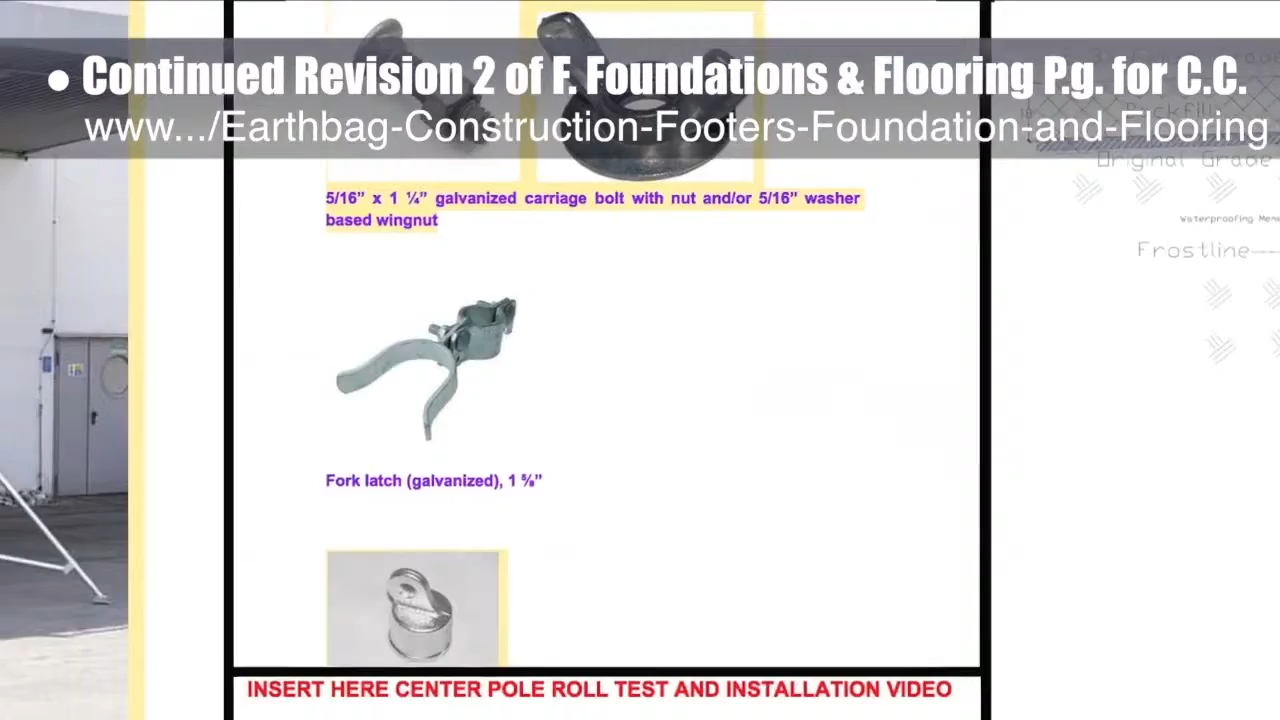 • Continued Revision 2 of F. Foundations & Flooring P.g. for C.C.
www.../Earthbag-Construction-Footers-Foundation-and-Flooring
Backfill
Original Grade
5/16” x 1 ¼” galvanized carriage bolt with nut and/or 5/16” washer
based wingnut
Waterproofing
Frostline
Fork latch (galvanized), 1 ⅝”
INSERT HERE CENTER POLE ROLL TEST AND INSTALLATION VIDEO